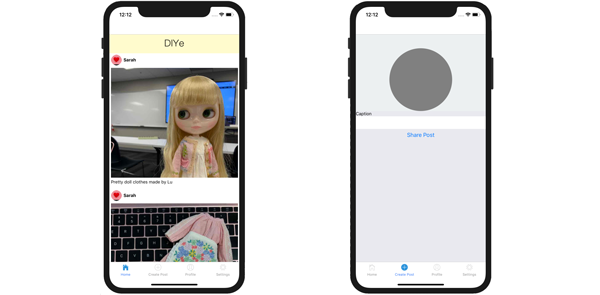 12:12
DIYe
Sarah
Pretty doll clothes made by Lu
Sarah
Home
Create Post
Profile
Settings
12:12
Caption
Share Post
Home
Create Post
Profile
Settings